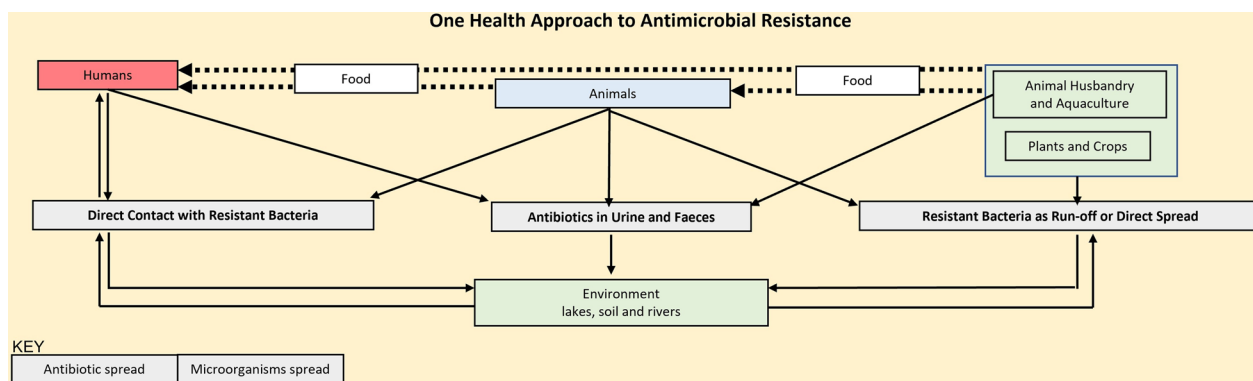 One Health Approach to Antimicrobial Resistance
Humans
Food
Food
Animals
Animal Husbandry
and Aquaculture
Plants and Crops
Direct Contact with Resistant Bacteria
Antibiotics in Urine and Faeces
Resistant Bacteria as Run-off or Direct Spread
Environment
lakes, soil and rivers
KEY
Antibiotic spread
Microorganisms spread